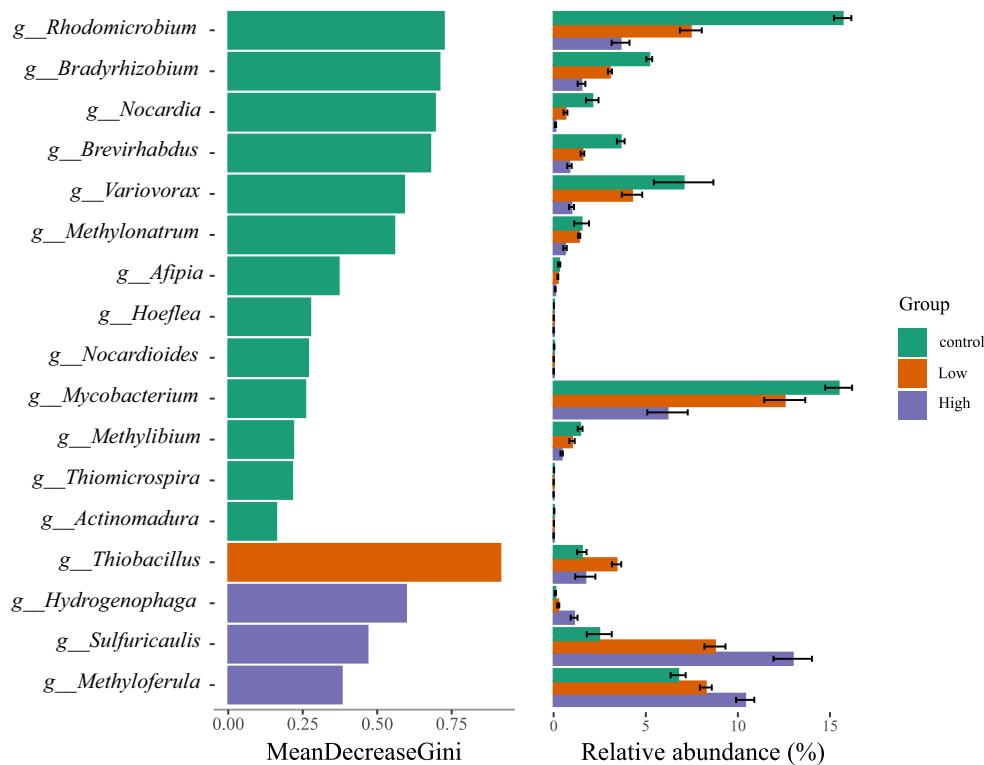 g__Rhodomicrobium
g__Bradyrhizobium
g__Nocardia
g__Brevirhabdus
g__Variovorax
g__Methylonatrum
g__Afipia
g__Hoeflea
g__Nocardioides
g__Mycobacterium
g__Methylibium
g__Thiomicrospira
g__Actinomadura
g__Thiobacillus
g__Hydrogenophaga
g__Sulfuricaulis
g__Methyloferula
0.00 0.25 0.50 0.75
MeanDecreaseGini
0 5 10 15
Relative abundance (%)
Group
control
Low
High